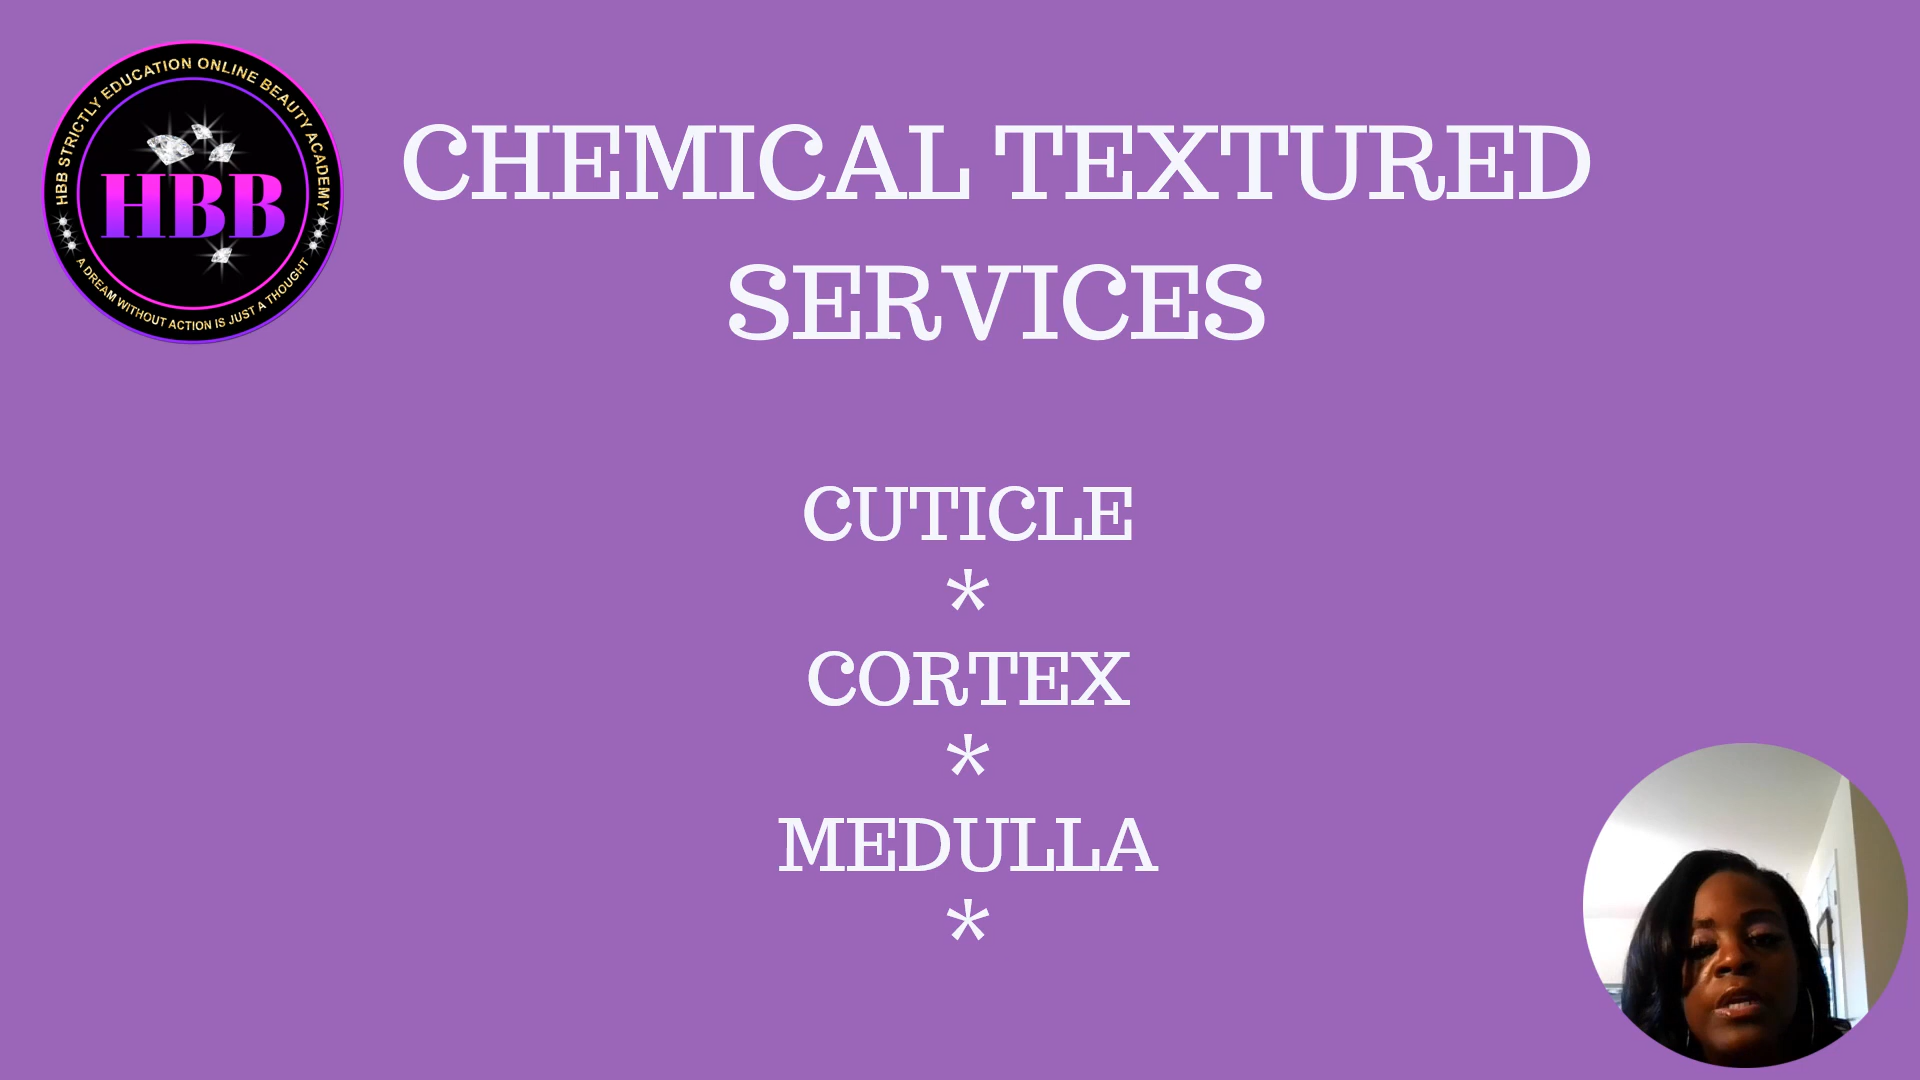 HBB STRICTLY EDUCATION ONLINE BEAUTY ACADEMY
HBB
A DREAM WITHOUT ACTION IS JUST A THOUGHT
CHEMICAL TEXTURED
SERVICES
CUTICLE
*
CORTEX
*
MEDULLA
*